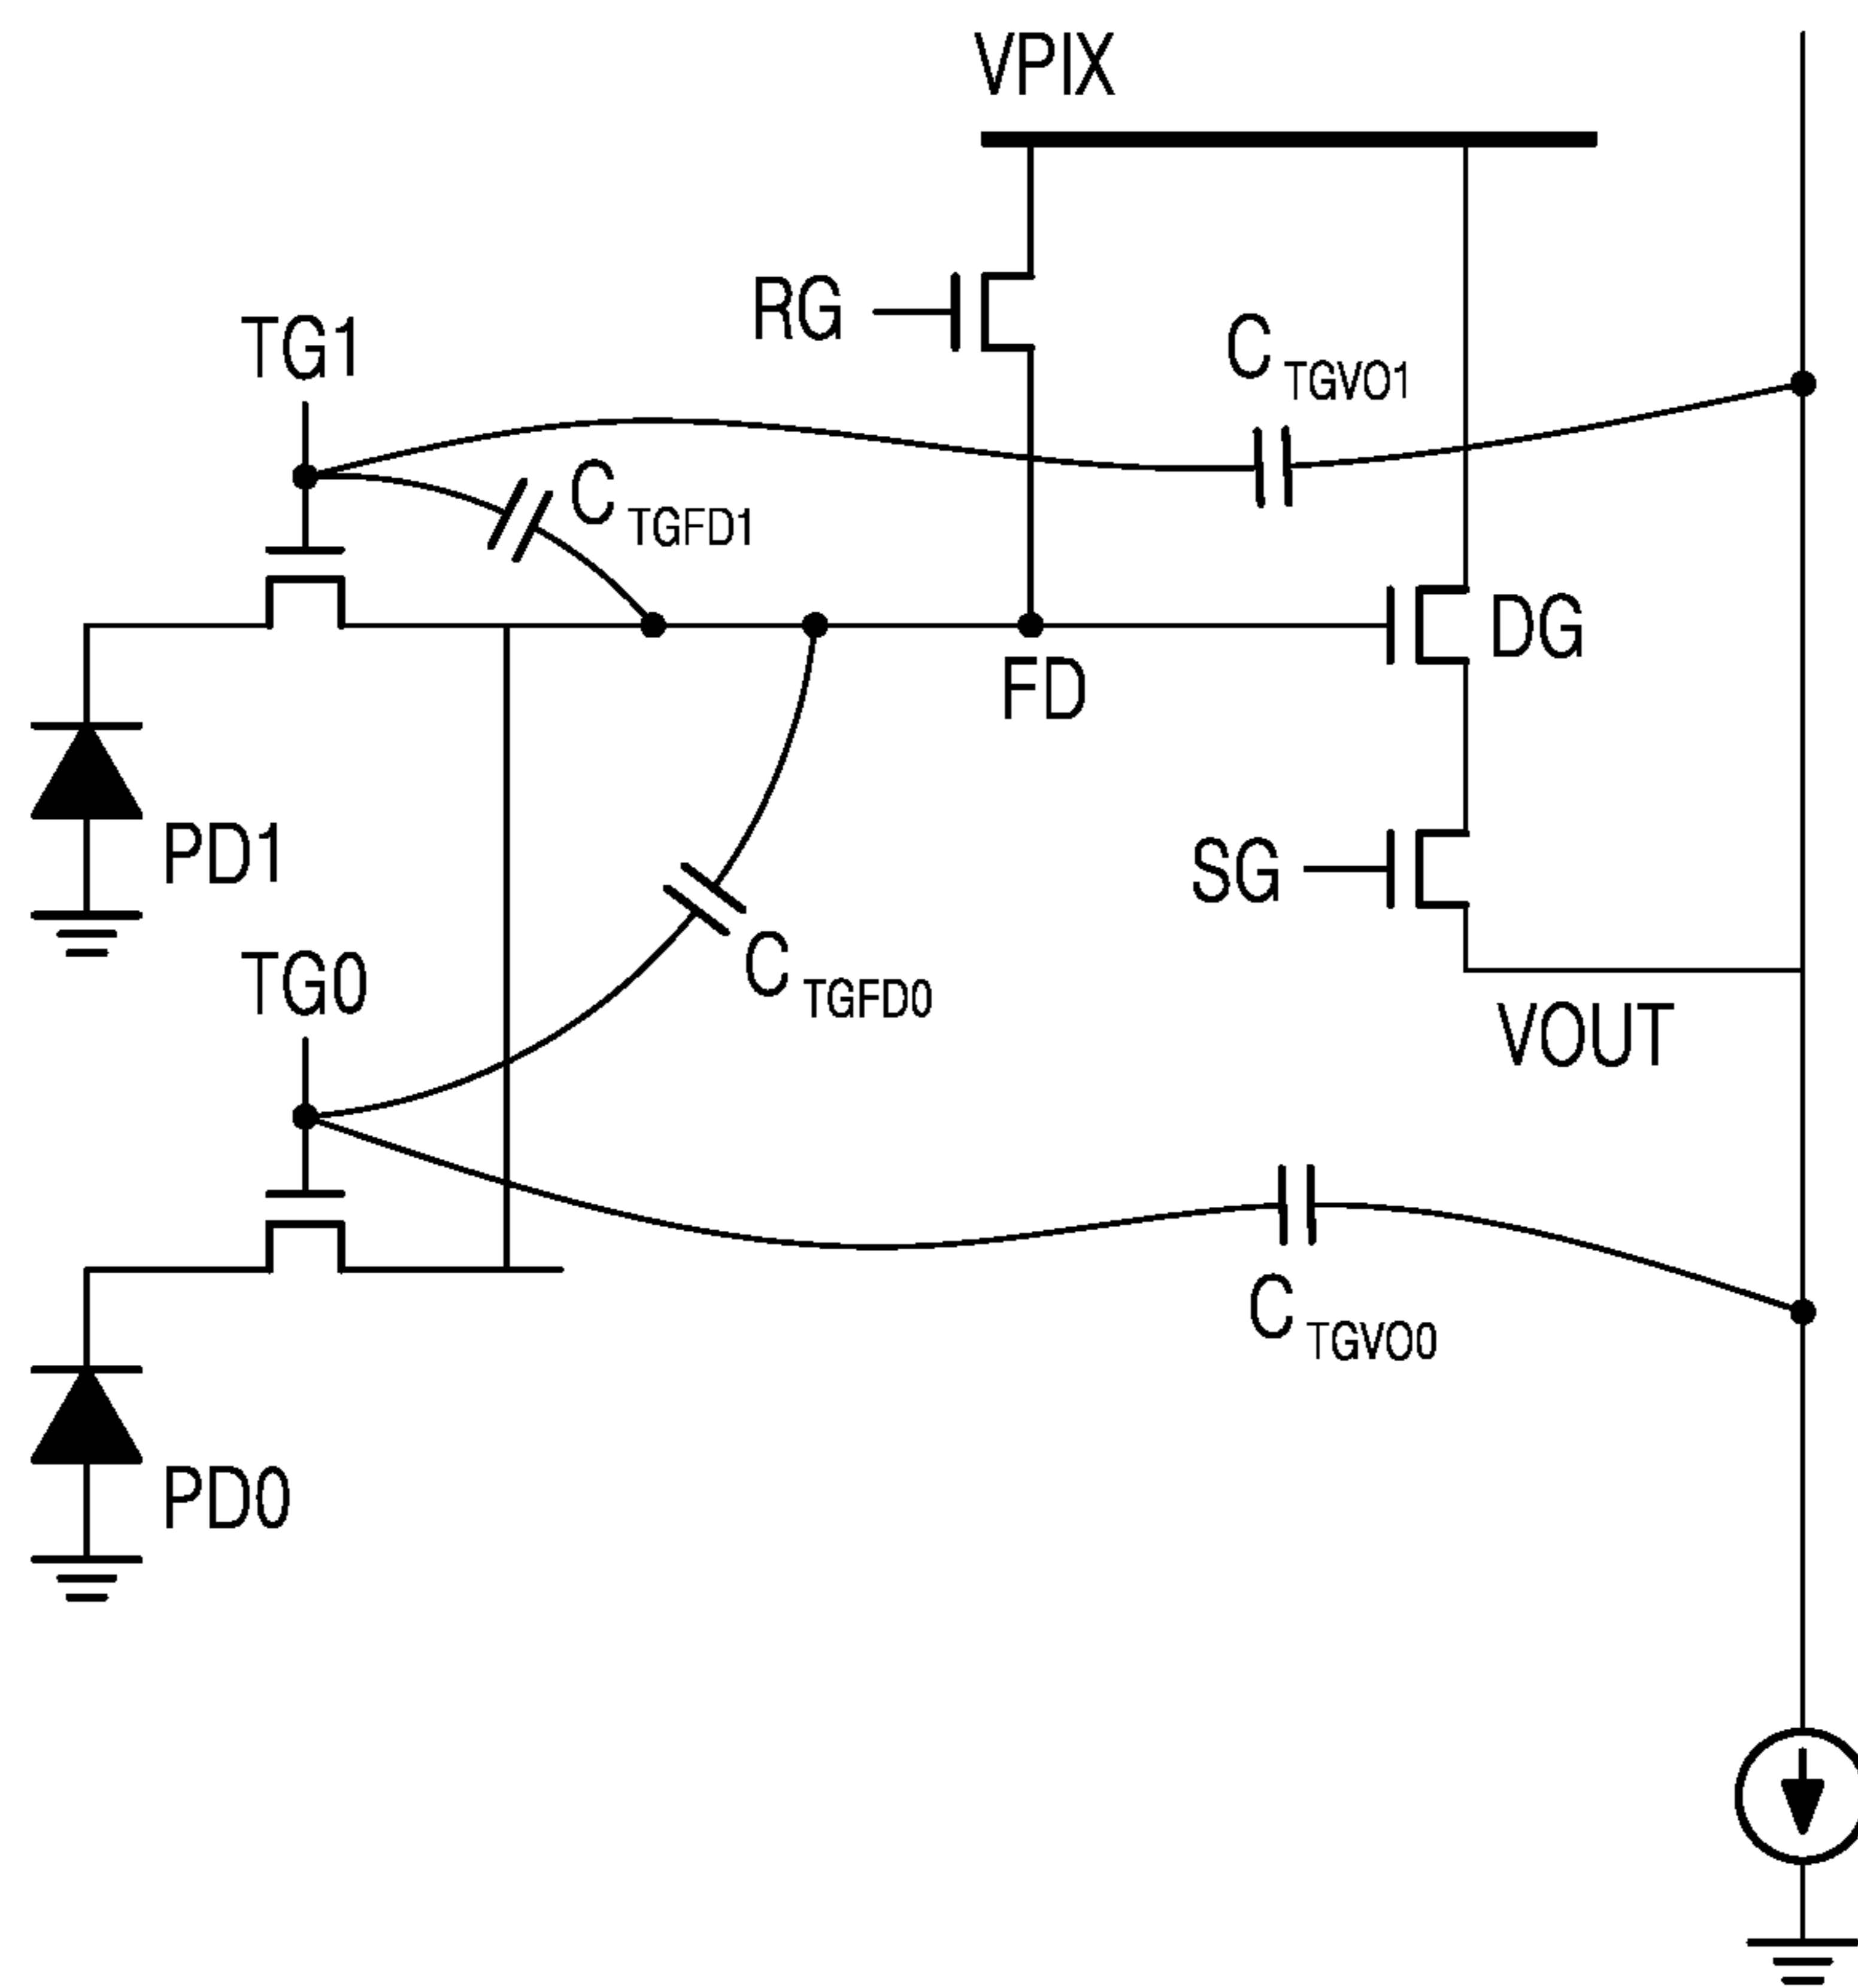 VPIX
RG
TG1
C TGVO1
C TGFD1
DG
FD
PD1
SG
TG0
C TGFD0
VOUT
C TGVO0
PD0